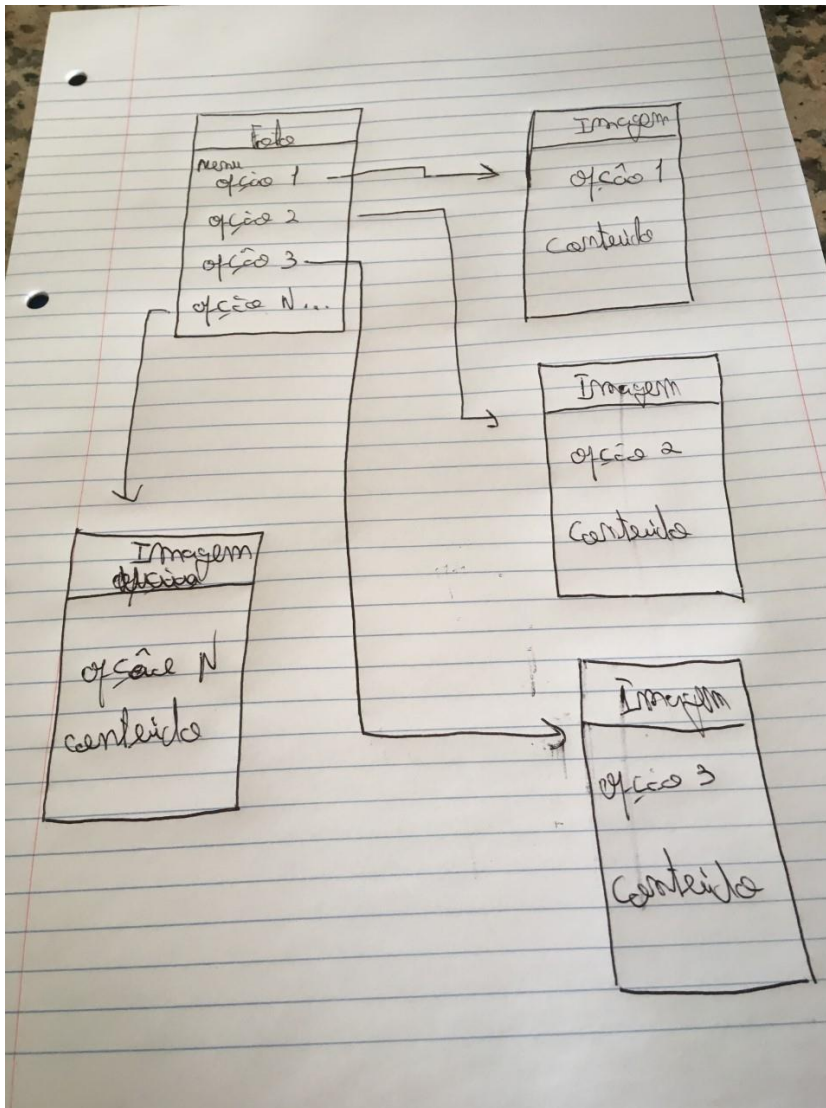 Foto
Menu
opção 1
opção 2
opção 3
opção N...
Imagem
opção 1
Conteúdo
Imagem
opção 2
Conteúdo
Imagem
opção N
conteúdo
Imagem
opção 3
Conteúdo